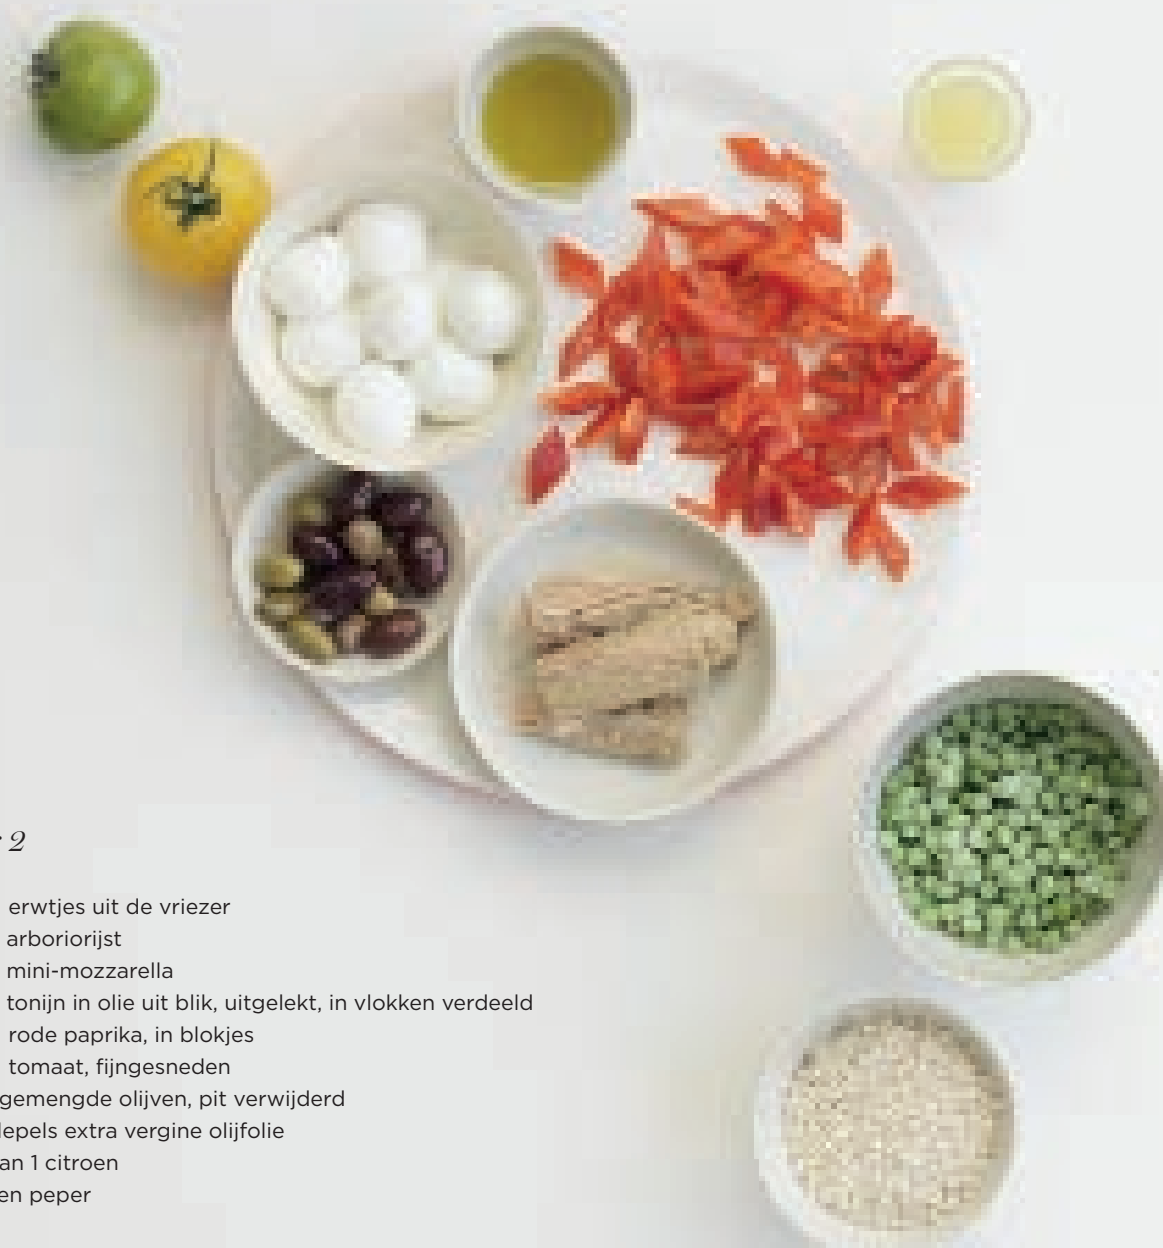 2
erwtjes uit de vriezer
arboriorijst
mini-mozzarella
tonijn in olie uit blik, uitgelekt, in vlokken verdeeld
rode paprika, in blokjes
tomaat, fijngesneden
gemengde olijven, pit verwijderd
lepels extra vergine olijfolie
an 1 citroen
en peper